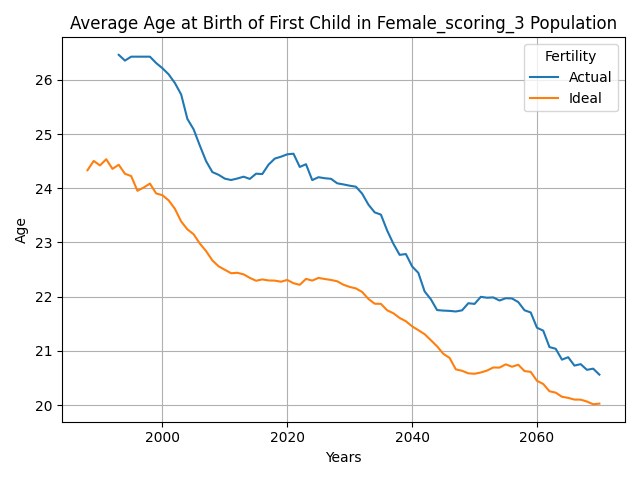 Average Age at Birth of First Child in Female_scoring_3 Population
Fertility
Actual
Ideal
Age
26
25
24
23
22
21
20
2000
2020
2040
2060
Years